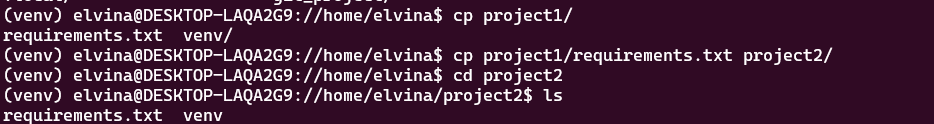 (venv) elvina@DESKTOP-LAQA2G9://home/elvina$ cp project1/
requirements.txt  venv/
(venv) elvina@DESKTOP-LAQA2G9://home/elvina$ cp project1/requirements.txt project2/
(venv) elvina@DESKTOP-LAQA2G9://home/elvina$ cd project2
(venv) elvina@DESKTOP-LAQA2G9://home/elvina/project2$ ls
requirements.txt  venv